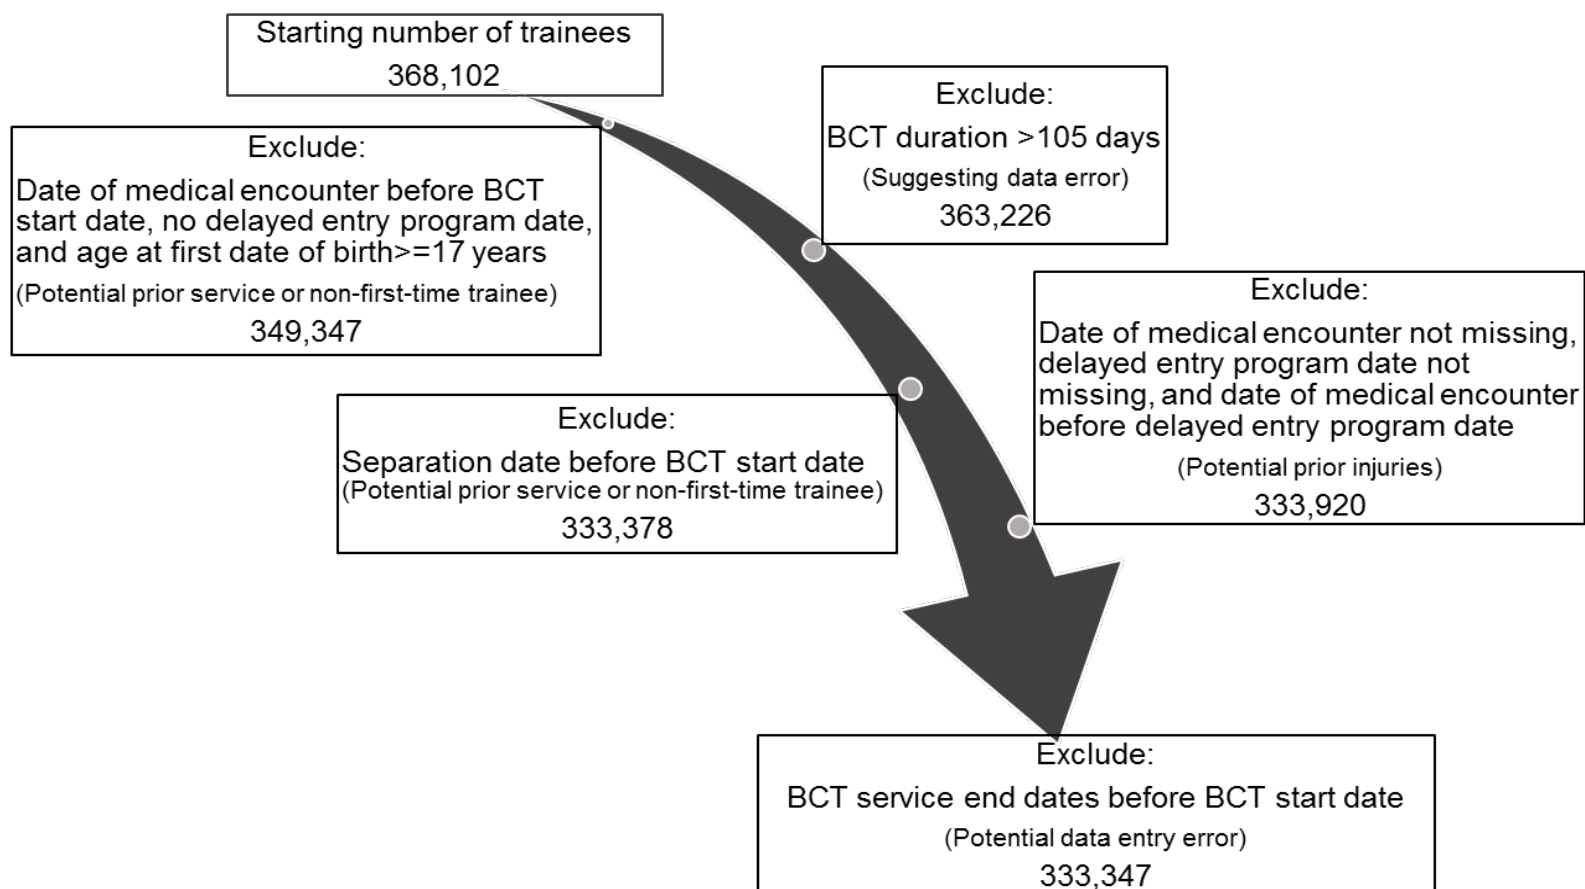 Starting number of trainees
368,102
Exclude:
BCT duration >105 days
(Suggesting data error)
363,226
Exclude:
Date of medical encounter before BCT
start date, no delayed entry program date,
and age at first date of birth>=17 years
(Potential prior service or non-first-time trainee)
349,347
Exclude:
Date of medical encounter not missing,
delayed entry program date not
missing, and date of medical encounter
before delayed entry program date
(Potential prior injuries)
333,920
Exclude:
Separation date before BCT start date
(Potential prior service or non-first-time trainee)
333,378
Exclude:
BCT service end dates before BCT start date
(Potential data entry error)
333,347